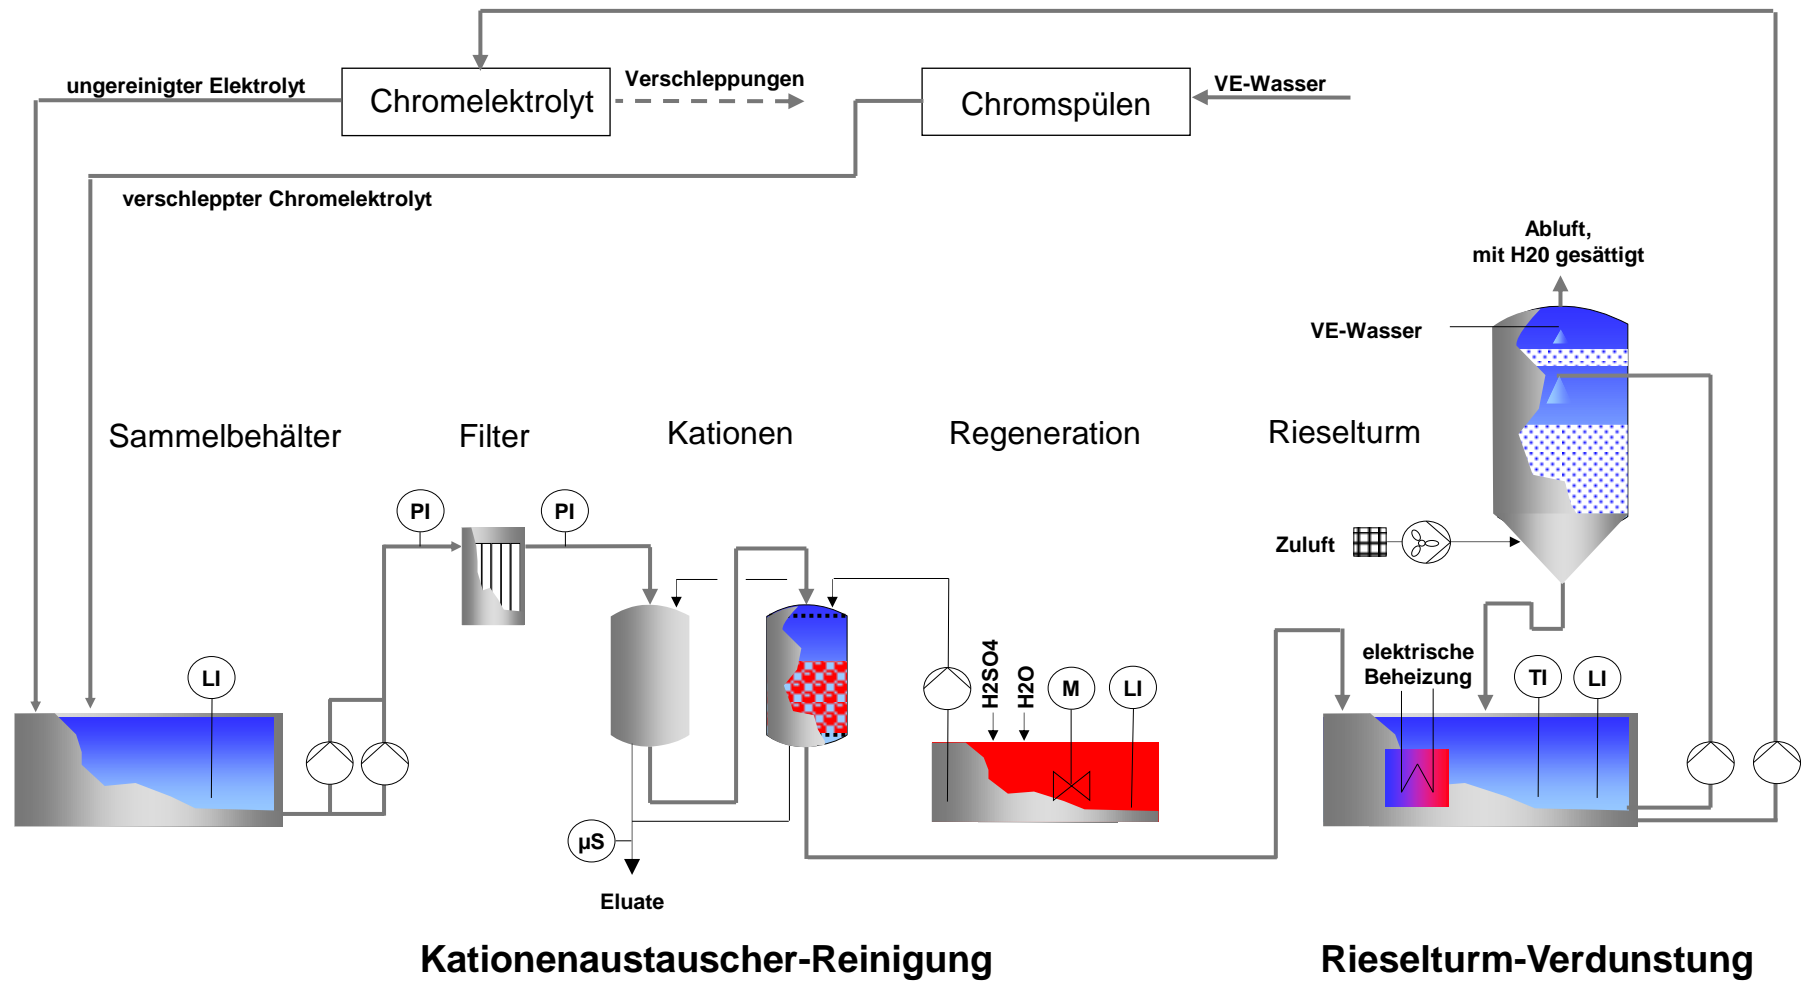 ungereinigter Elektrolyt
Chromelektrolyt
Verschleppungen
Chromspülen
VE-Wasser
verschleppter Chromelektrolyt
Abluft,
mit H20 gesättigt
VE-Wasser
Sammelbehälter
Filter
Kationen
Regeneration
Rieselturm
PI
PI
Zuluft
LI
H2SO4
H2O
M
LI
elektrische
Beheizung
TI
LI
µS
Eluate
Kationenaustauscher-Reinigung
Rieselturm-Verdunstung